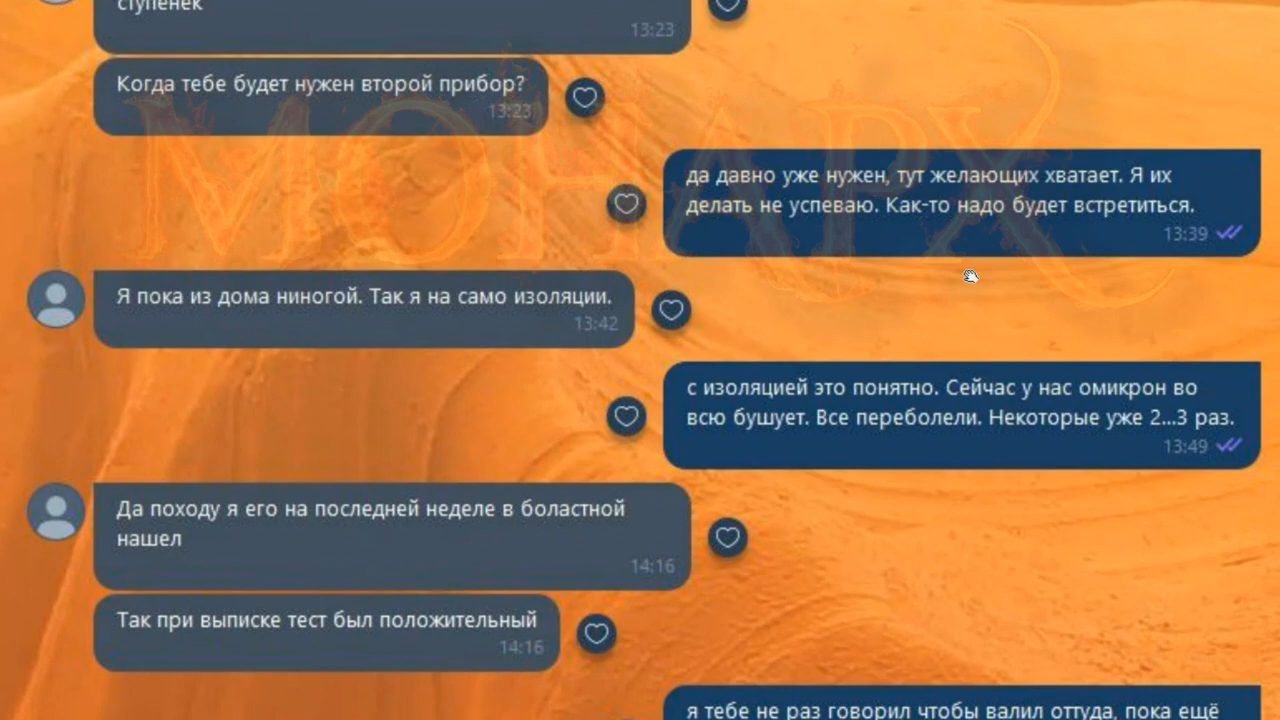 ступенек
13:23
Когда тебе будет нужен второй прибор?
13:23
да давно уже нужен, тут желающих хватает. Я их
делать не успеваю. Как-то надо будет встретиться.
13:39
МОНАРХ
Я пока из дома ниногой. Так я на само изоляции.
13:42
с изоляцией это понятно. Сейчас у нас омикрон во
всю бушует. Все переболели. Некоторые уже 2...3 раз.
13:49
Да походу я его на последней неделе в боластной
нашел
14:16
Так при выписке тест был положительный
14:16
я тебе не раз говорил чтобы валил оттуда, пока ещё